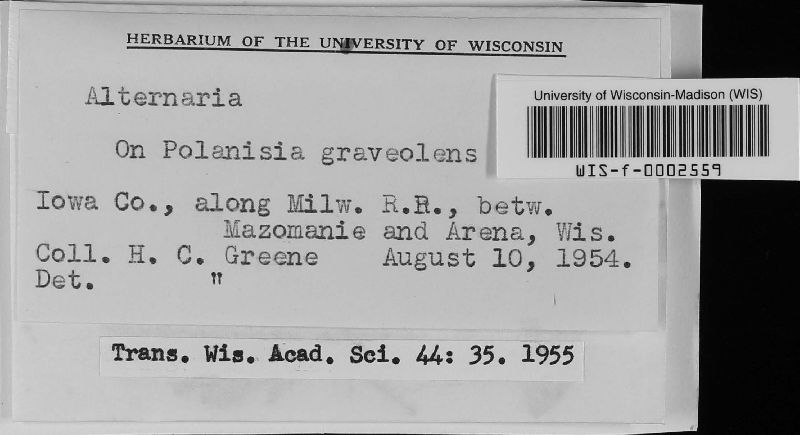 HERBARIUM OF THE UNIVERSITY OF WISCONSIN
Alternaria
On Polanisia graveolens
University of Wisconsin-Madison (WIS)
WIS-f-0002559
Iowa Co., along Milw. R.R., betw.
Mazomanie and Arena, Wis.
Coll. H. C. Greene August 10, 1954.
Det. "
Trans. Wis. Acad. Sci. 44: 35. 1955